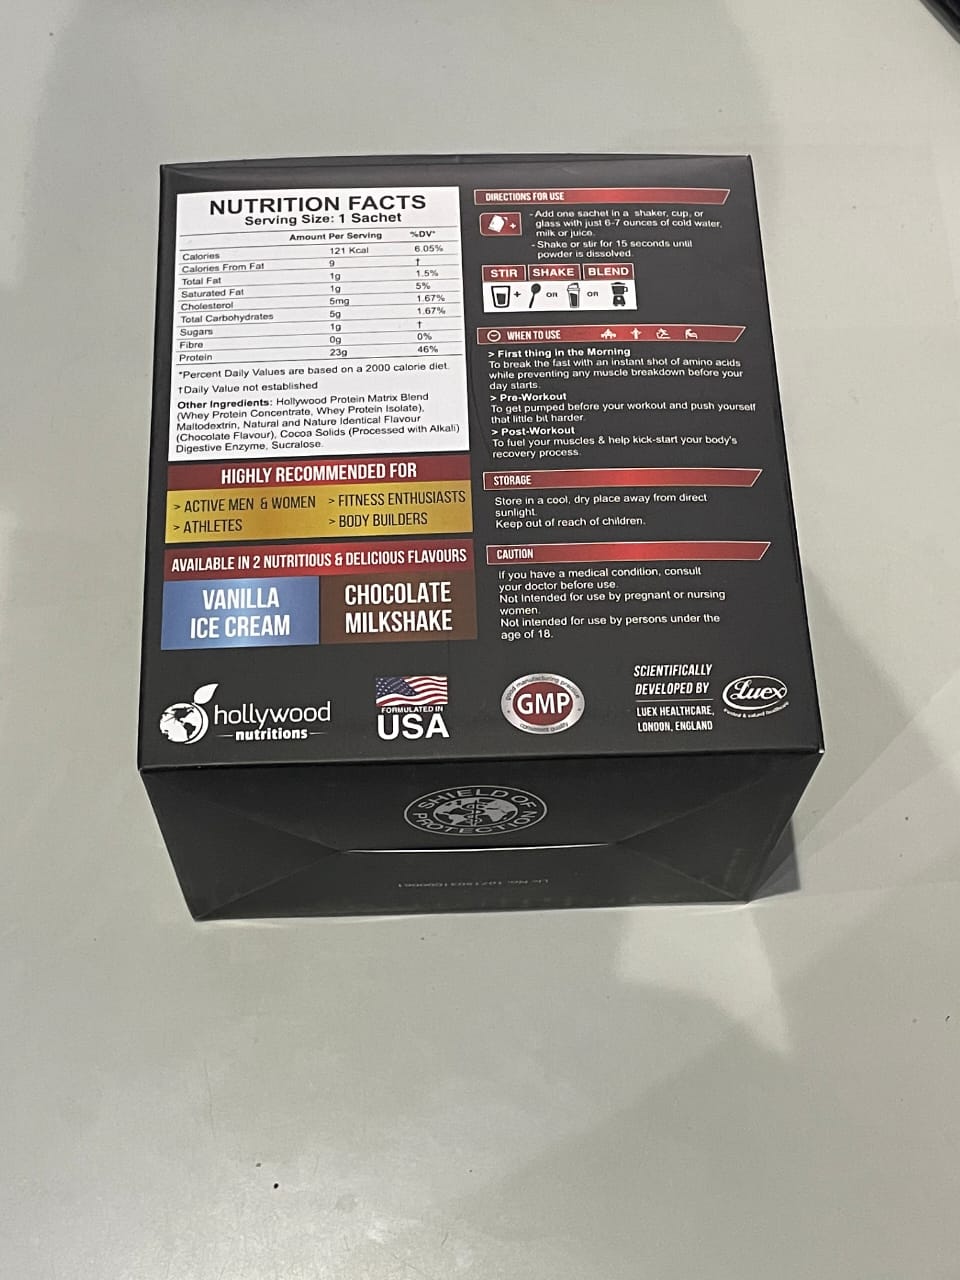 NUTRITION FACTS
Serving Size: 1 Sachet
Amount Per Serving %DV*
Calories 121 Kcal 6.05%
Calories From Fat 9 †
Total Fat 1g 1.5%
Saturated Fat 1g 5%
Cholesterol 5mg 1.67%
Total Carbohydrates 5g 1.67%
Sugars 1g †
Fibre 0g 0%
Protein 23g 46%
*Percent Daily Values are based on a 2000 calorie diet.
†Daily Value not established
Other Ingredients: Hollywood Protein Matrix Blend
(Whey Protein Concentrate, Whey Protein Isolate),
Maltodextrin, Natural and Nature Identical Flavour
(Chocolate Flavour), Cocoa Solids (Processed with Alkali)
Digestive Enzyme, Sucralose.
HIGHLY RECOMMENDED FOR
> ACTIVE MEN & WOMEN > FITNESS ENTHUSIASTS
> ATHLETES > BODY BUILDERS
AVAILABLE IN 2 NUTRITIOUS & DELICIOUS FLAVOURS
VANILLA
ICE CREAM
CHOCOLATE
MILKSHAKE
DIRECTIONS FOR USE
- Add one sachet in a shaker, cup, or
glass with just 6-7 ounces of cold water,
milk or juice.
- Shake or stir for 15 seconds until
powder is dissolved.
STIR SHAKE BLEND
+ OR OR
WHEN TO USE
> First thing in the Morning
To break the fast with an instant shot of amino acids
while preventing any muscle breakdown before your
day starts.
> Pre-Workout
To get pumped before your workout and push yourself
that little bit harder.
> Post-Workout
To fuel your muscles & help kick-start your body's
recovery process.
STORAGE
Store in a cool, dry place away from direct
sunlight.
Keep out of reach of children.
CAUTION
If you have a medical condition, consult
your doctor before use.
Not Intended for use by pregnant or nursing
women.
Not intended for use by persons under the
age of 18.
hollywood
nutritions
FORMULATED IN
USA
good manufacturing practice
GMP
consistent quality
SCIENTIFICALLY
DEVELOPED BY
LUEX HEALTHCARE,
LONDON, ENGLAND
Luex
SHIELD OF
PROTECTION
Lic No.